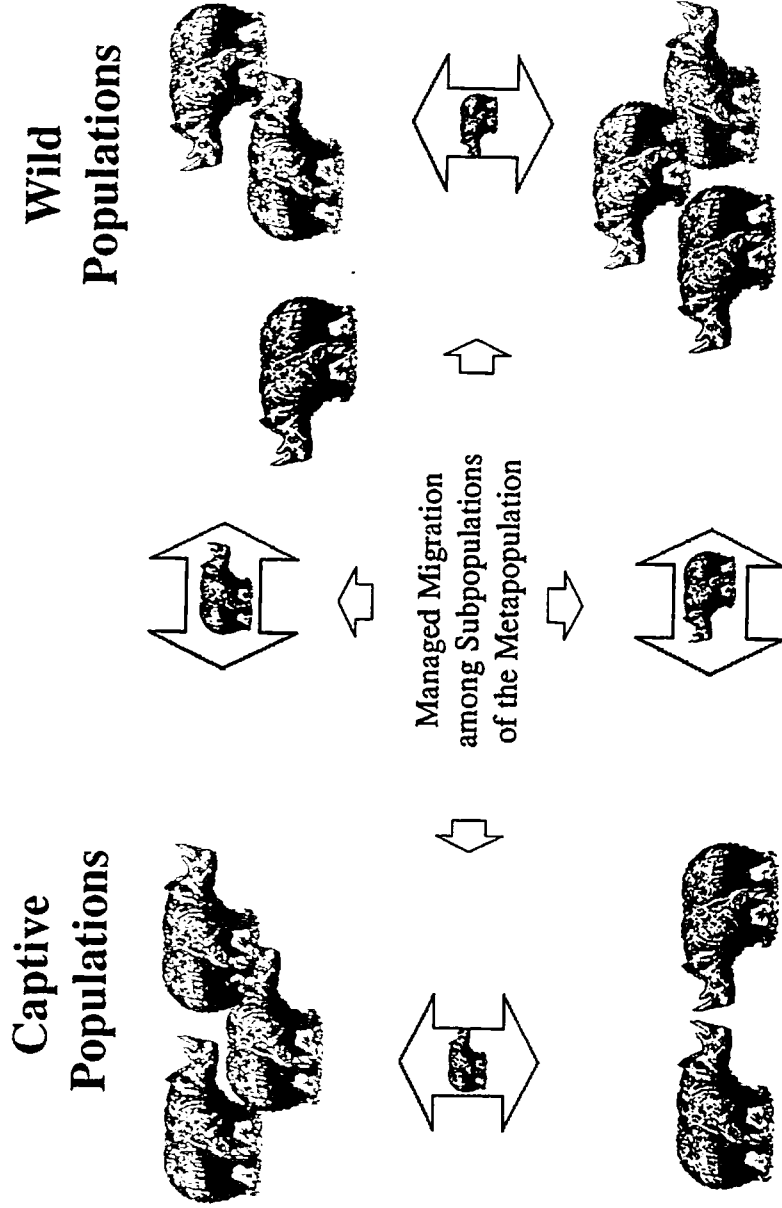 Captive
Populations
Wild
Populations
Managed Migration
among Subpopulations
of the Metapopulation